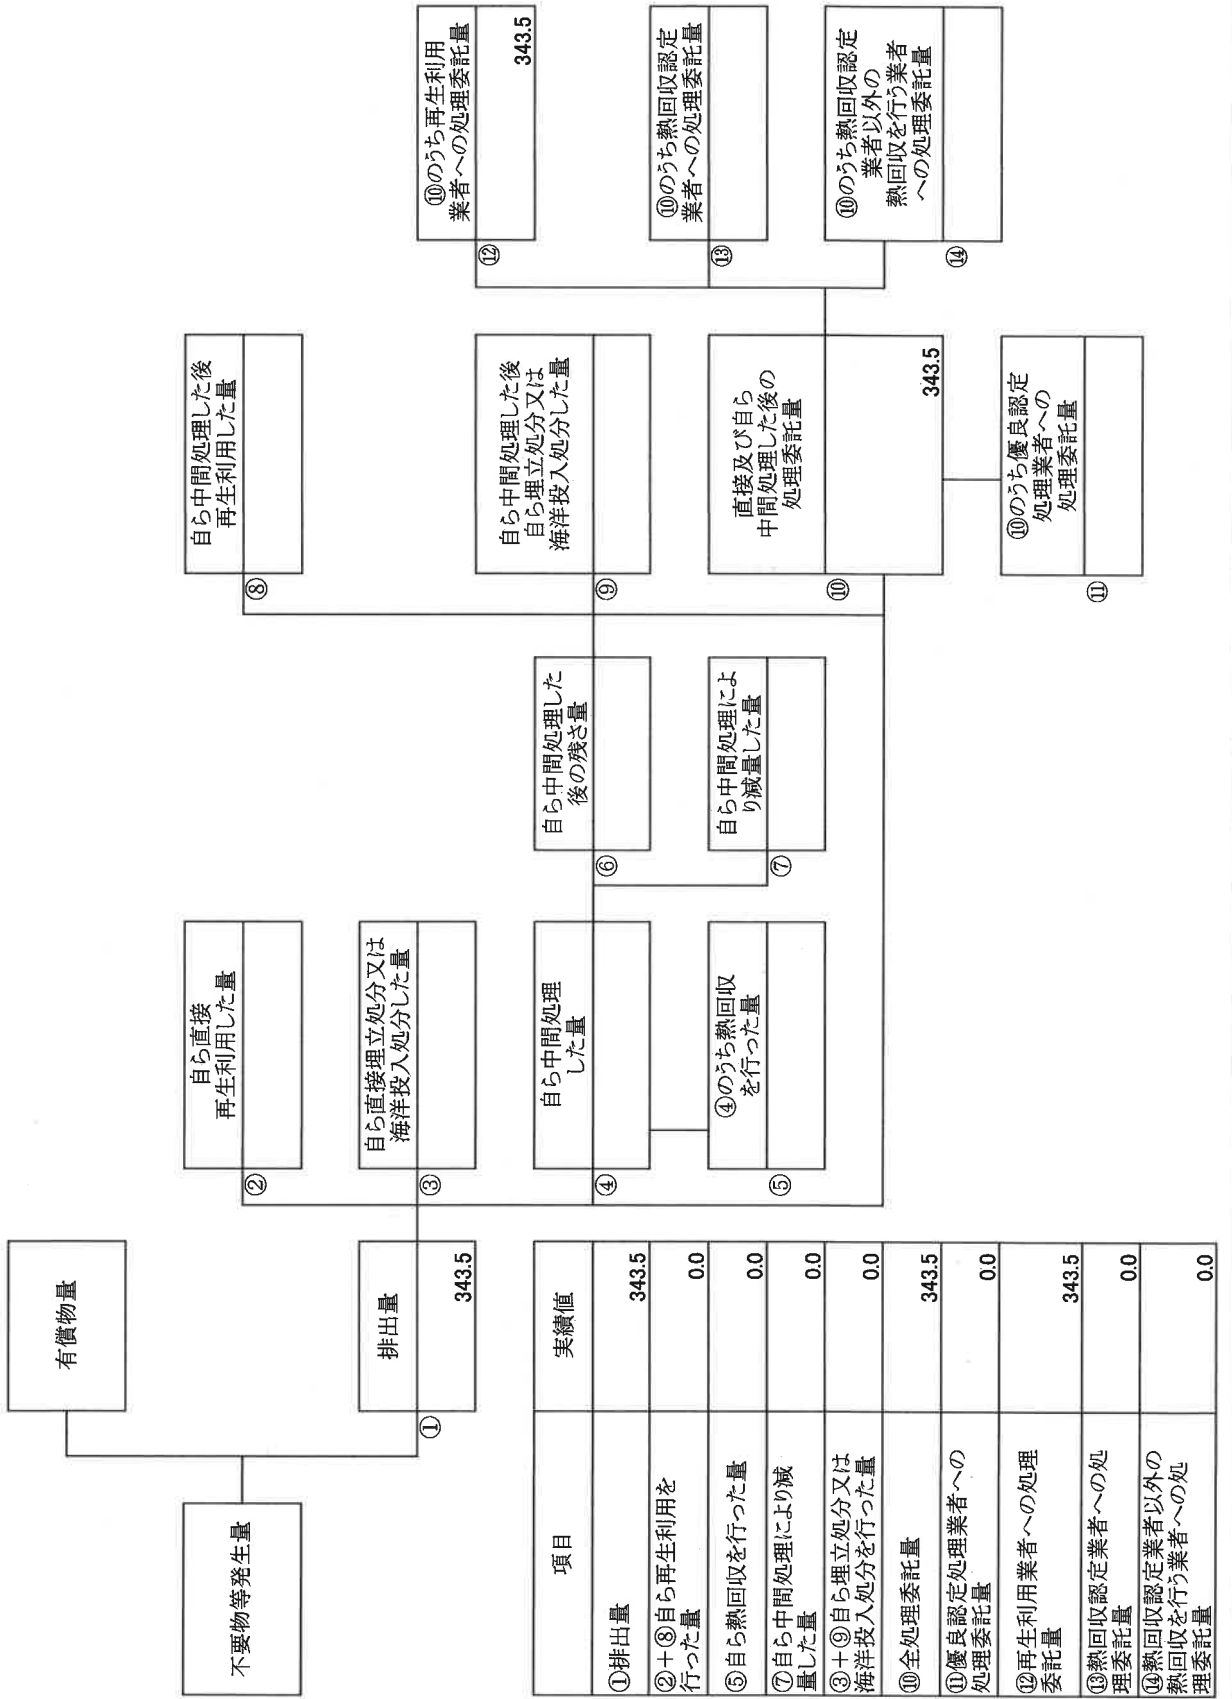 不要物等発生量
有償物量
①
排出量
343.5
②
自ら直接
再生利用した量
③
自ら直接埋立処分又は
海洋投入処分した量
④
自ら中間処理
した量
⑤
④のうち熱回収
を行った量
⑥
自ら中間処理した
後の残さ量
⑦
自ら中間処理によ
り減量した量
⑧
自ら中間処理した後
再生利用した量
⑨
自ら中間処理した後
自ら埋立処分又は
海洋投入処分した量
⑩
直接及び自ら
中間処理した後の
処理委託量
343.5
⑪
⑩のうち優良認定
処理業者への
処理委託量
⑫
⑩のうち再生利用
業者への処理委託量
343.5
⑬
⑩のうち熱回収認定
業者への処理委託量
⑭
⑩のうち熱回収認定
業者以外の
熱回収を行う業者
への処理委託量
項目
実績値
①排出量
343.5
②+⑧自ら再生利用を
行った量
0.0
⑤自ら熱回収を行った量
0.0
⑦自ら中間処理により減
量した量
0.0
③+⑨自ら埋立処分又は
海洋投入処分を行った量
0.0
⑩全処理委託量
343.5
⑪優良認定処理業者への
処理委託量
0.0
⑫再生利用業者への処理
委託量
343.5
⑬熱回収認定業者への処
理委託量
0.0
⑭熱回収認定業者以外の
熱回収を行う業者への処
理委託量
0.0